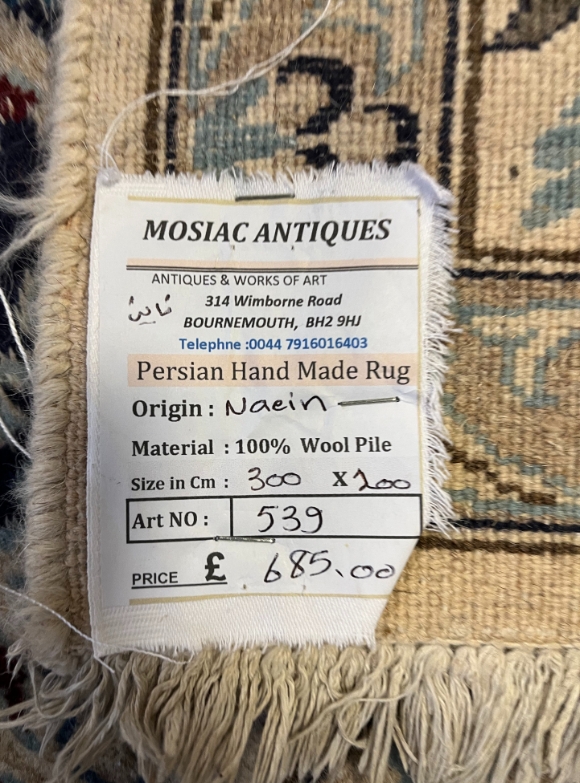 MOSIAC ANTIQUES
ANTIQUES & WORKS OF ART
نایین
314 Wimborne Road
BOURNEMOUTH, BH2 9HJ
Telephne :0044 7916016403
Persian Hand Made Rug
Origin : Naein
Material : 100% Wool Pile
Size in Cm : 300 X 200
Art NO : 539
PRICE £ 685.00